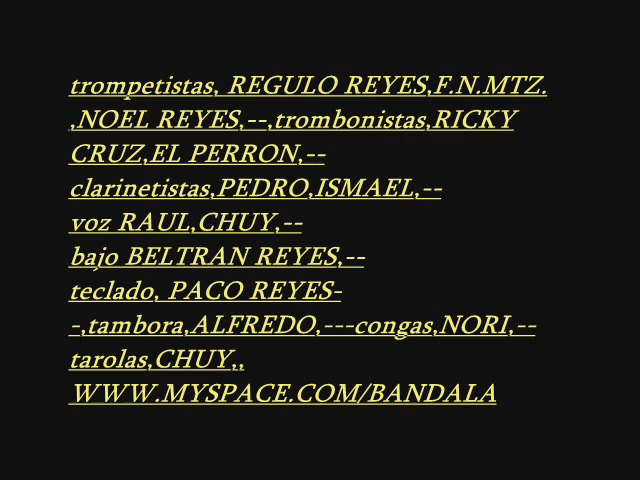 trompetistas, REGULO REYES,F.N.MTZ.
,NOEL REYES,--,trombonistas,RICKY
CRUZ,EL PERRON,--
clarinetistas,PEDRO,ISMAEL,--
voz RAUL,CHUY,--
bajo BELTRAN REYES,--
teclado, PACO REYES-
-,tambora,ALFREDO,---congas,NORI,--
tarolas,CHUY,,
WWW.MYSPACE.COM/BANDALA